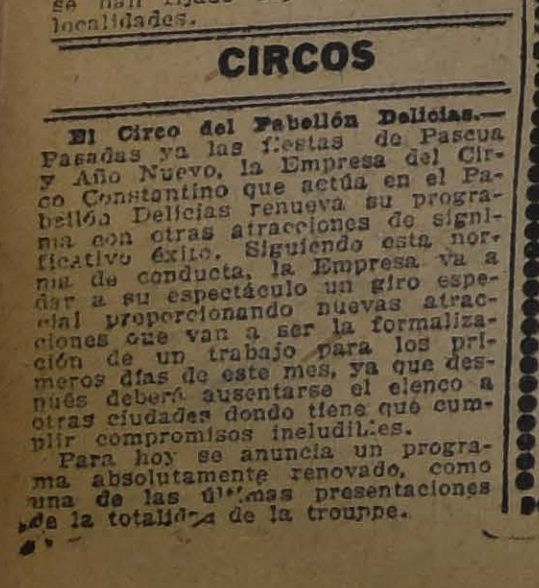 se han fijado
localidades.
CIRCOS
El Circo del Pabellón Delicias.—
Pasadas ya las fiestas de Pascua
y Año Nuevo, la Empresa del Cir-
co Constantino que actúa en el Pa-
bellón Delicias renueva su progra-
ma con otras atracciones de signi-
ficativo éxito. Siguiendo esta nor-
ma de conducta, la Empresa va a
dar a su espectáculo un giro espe-
cial proporcionando nuevas atrac-
ciones que van a ser la formaliza-
ción de un trabajo para los pri-
meros días de este mes, ya que des-
pués deberá ausentarse el elenco a
otras ciudades dondo tiene que cum-
plir compromisos ineludibles.
Para hoy se anuncia un progra-
ma absolutamente renovado, como
una de las últimas presentaciones
de la totalidad de la trouppe.